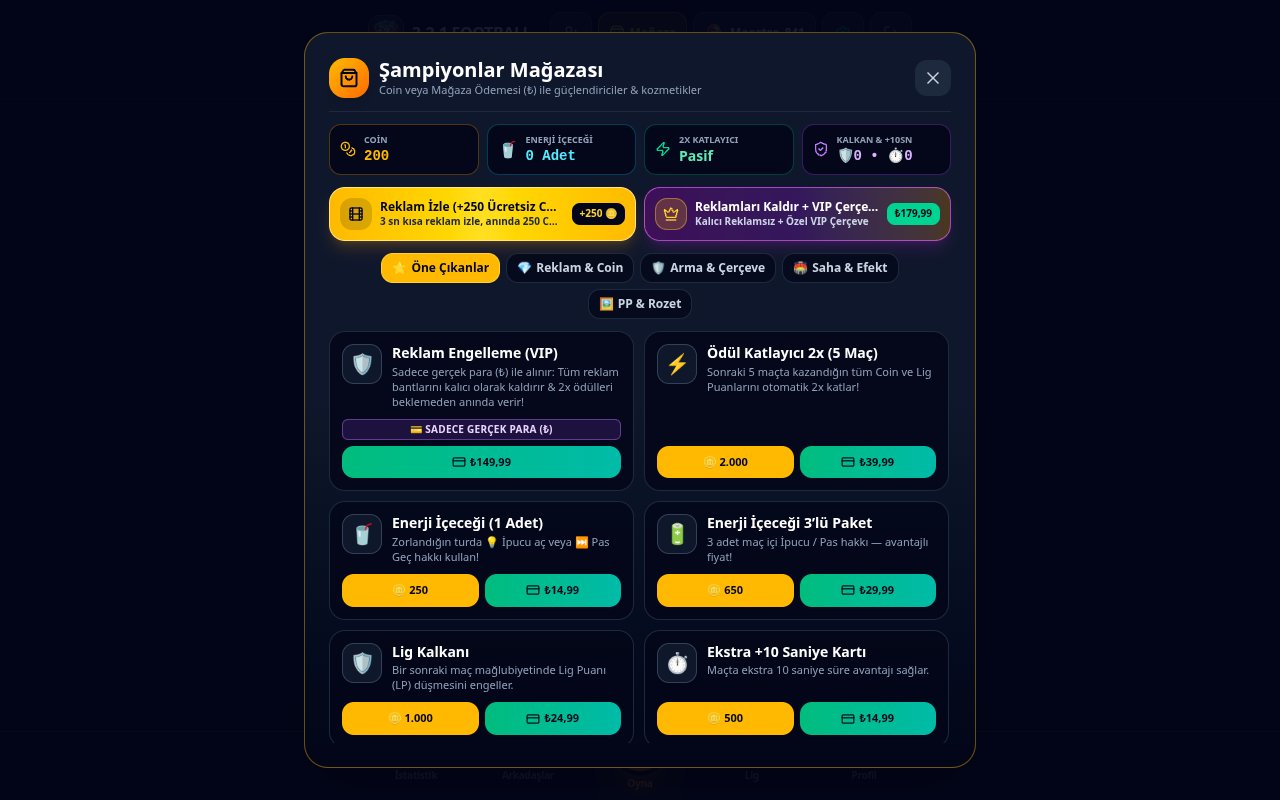 Şampiyonlar Mağazası
Coin veya Mağaza Ödemesi (₺) ile güçlendiriciler & kozmetikler
COİN
200
ENERJİ İÇECEĞİ
0 Adet
2X KATLAYICI
Pasif
KALKAN & +10SN
🛡️0 • ⏱️0
Reklam İzle (+250 Ücretsiz C...
3 sn kısa reklam izle, anında 250 C...
+250 🪙
Reklamları Kaldır + VIP Çerçe...
Kalıcı Reklamsız + Özel VIP Çerçeve
₺179,99
⭐ Öne Çıkanlar
💎 Reklam & Coin
🛡️ Arma & Çerçeve
🏟️ Saha & Efekt
🖼️ PP & Rozet
Reklam Engelleme (VIP)
Sadece gerçek para (₺) ile alınır: Tüm reklam
bantlarını kalıcı olarak kaldırır & 2x ödülleri
beklemeden anında verir!
💳 SADECE GERÇEK PARA (₺)
₺149,99
Ödül Katlayıcı 2x (5 Maç)
Sonraki 5 maçta kazandığın tüm Coin ve Lig
Puanlarını otomatik 2x katlar!
🪙 2.000
₺39,99
Enerji İçeceği (1 Adet)
Zorlandığın turda 💡 İpucu aç veya ⏩ Pas
Geç hakkı kullan!
🪙 250
₺14,99
Enerji İçeceği 3’lü Paket
3 adet maç içi İpucu / Pas hakkı — avantajlı
fiyat!
🪙 650
₺29,99
Lig Kalkanı
Bir sonraki maç mağlubiyetinde Lig Puanı
(LP) düşmesini engeller.
🪙 1.000
₺24,99
Ekstra +10 Saniye Kartı
Maçta ekstra 10 saniye süre avantajı sağlar.
🪙 500
₺14,99
İstatistik
Arkadaşlar
Oyna
Lig
Profil